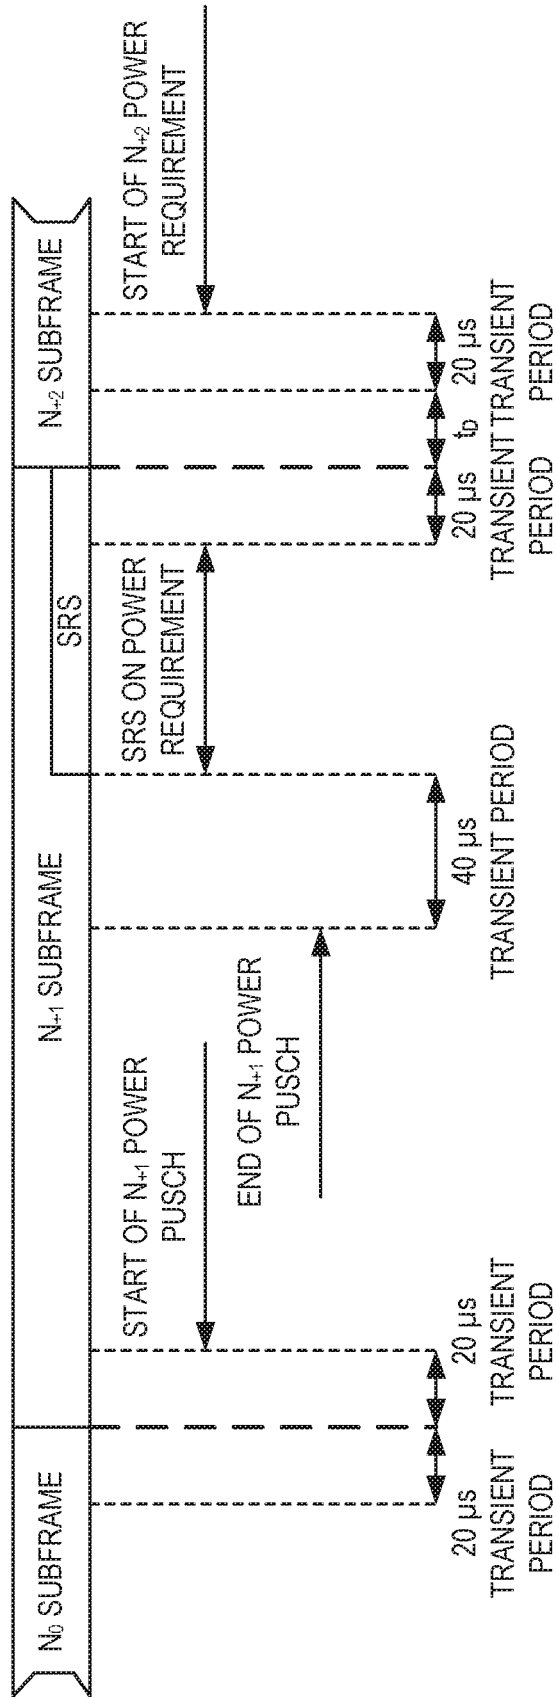 N0 SUBFRAME
N+1 SUBFRAME
SRS
N+2 SUBFRAME
START OF N+1 POWER
PUSCH
SRS ON POWER
REQUIREMENT
START OF N+2 POWER
REQUIREMENT
END OF N+1 POWER
PUSCH
20 µs
TRANSIENT
PERIOD
20 µs
TRANSIENT
PERIOD
40 µs
TRANSIENT PERIOD
20 µs
TRANSIENT
PERIOD
tD
20 µs
TRANSIENT
PERIOD